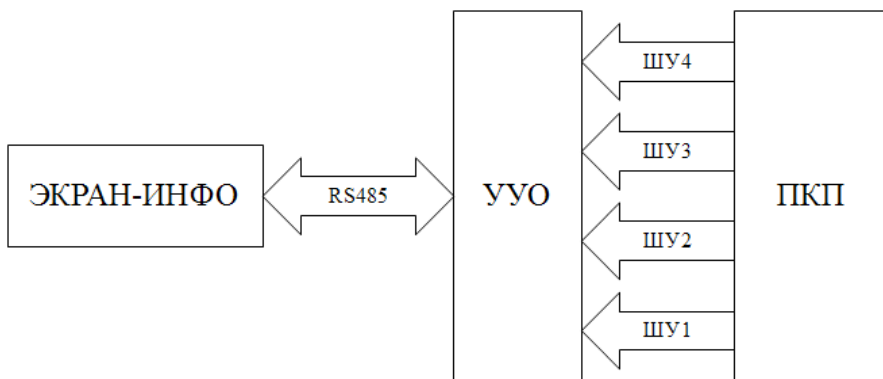 ШУ4
ШУ3
ЭКРАН-ИНФО
RS485
УУО
ПКП
ШУ2
ШУ1